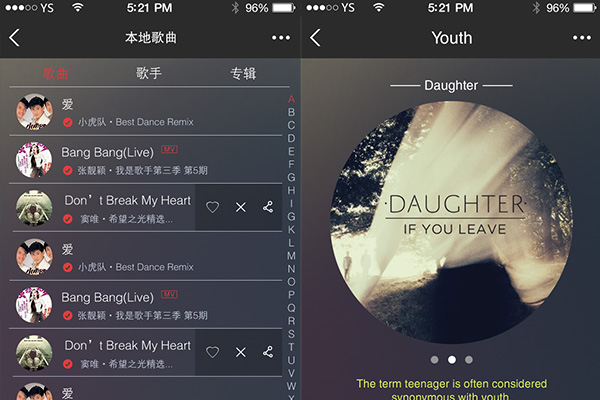 YS 5:21 PM 96%
本地歌曲
歌曲 歌手 专辑
爱
小虎队・Best Dance Remix
Bang Bang(Live) MV
张靓颖・我是歌手第三季 第5期
Don't Break My Heart
窦唯・希望之光精选...
爱
小虎队・Best Dance Remix
Bang Bang(Live) MV
张靓颖・我是歌手第三季 第5期
Don't Break My Heart
窦唯・希望之光精选...
爱
A
B
C
D
E
F
G
H
I
G
K
L
M
N
O
P
Q
R
S
T
U
V
W
X
YS 5:21 PM 96%
Youth
Daughter
·DAUGHTER·
IF YOU LEAVE
The term teenager is often considered
synonymous with youth